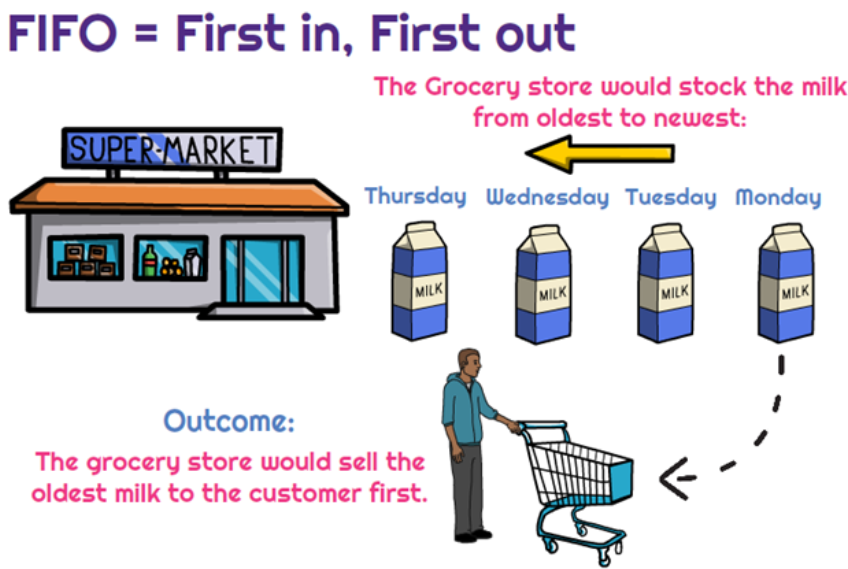 FIFO = First in, First out
The Grocery store would stock the milk
from oldest to newest:
SUPER-MARKET
Thursday Wednesday Tuesday Monday
MILK MILK MILK MILK
Outcome:
The grocery store would sell the
oldest milk to the customer first.